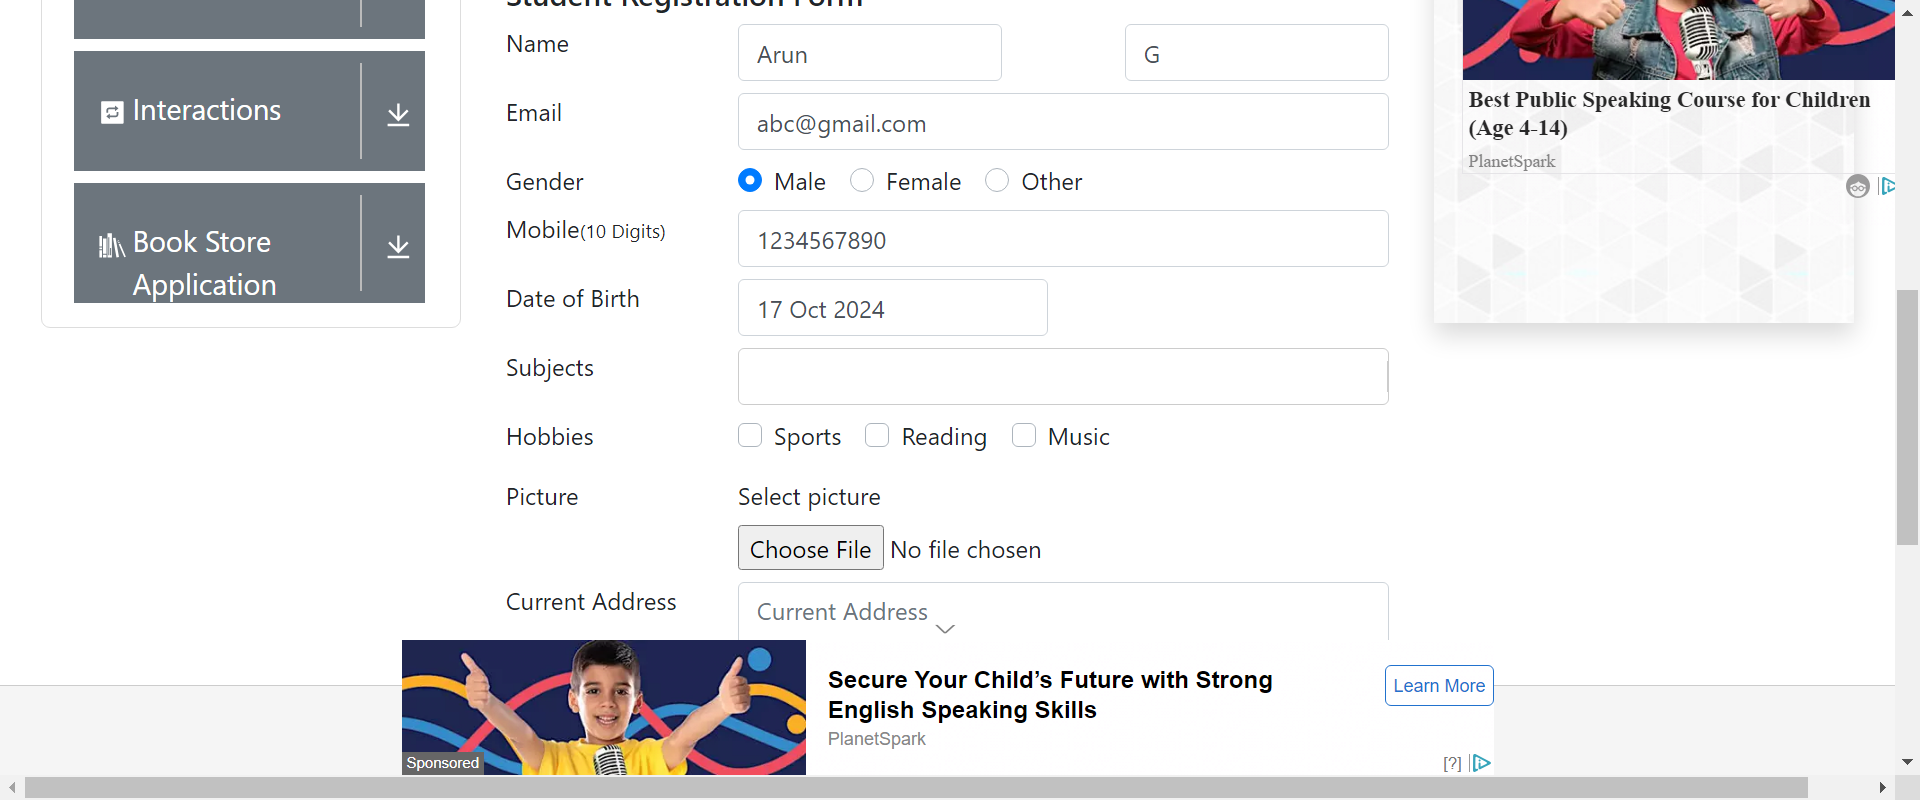 Student Registration Form
Interactions
Book Store
Application
Name
Arun
G
Email
abc@gmail.com
Gender
Male
Female
Other
Mobile(10 Digits)
1234567890
Date of Birth
17 Oct 2024
Subjects
Hobbies
Sports
Reading
Music
Picture
Select picture
Choose File No file chosen
Current Address
Current Address
Best Public Speaking Course for Children
(Age 4-14)
PlanetSpark
Sponsored
Secure Your Child’s Future with Strong
English Speaking Skills
PlanetSpark
Learn More
[?]